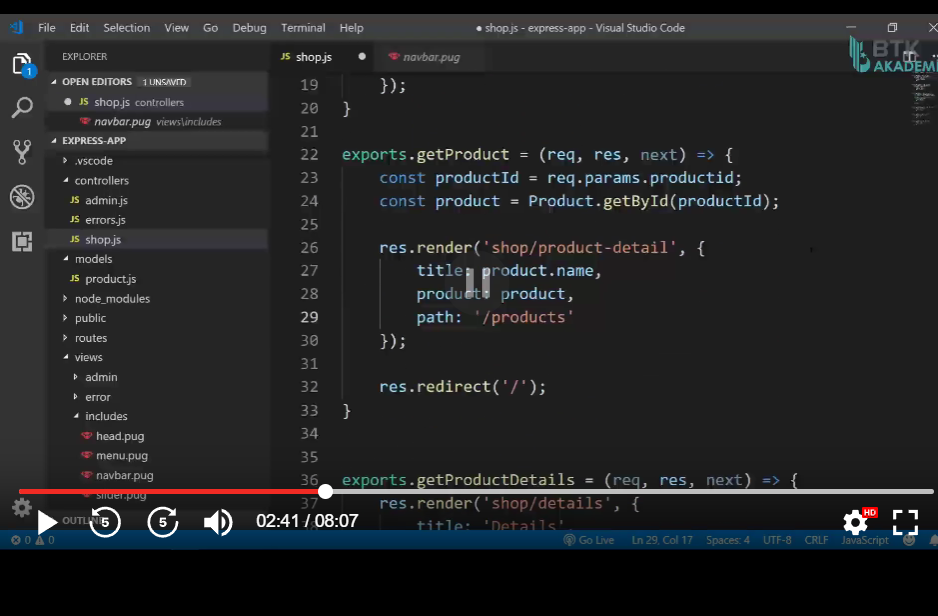 File Edit Selection View Go Debug Terminal Help ● shop.js - express-app - Visual Studio Code
EXPLORER
JS shop.js
navbar.pug
BTK
AKADEMİ
OPEN EDITORS 1 UNSAVED
JS shop.js controllers
navbar.pug views\includes
EXPRESS-APP
.vscode
controllers
JS admin.js
JS errors.js
JS shop.js
models
JS product.js
node_modules
public
routes
views
admin
error
includes
head.pug
menu.pug
navbar.pug
slider.pug
OUTLINE
1
19 });
20 }
21
22 exports.getProduct = (req, res, next) => {
23 const productId = req.params.productid;
24 const product = Product.getById(productId);
25
26 res.render('shop/product-detail', {
27 title: product.name,
28 product: product,
29 path: '/products'
30 });
31
32 res.redirect('/');
33 }
34
35
36 exports.getProductDetails = (req, res, next) => {
37 res.render('shop/details', {
title: 'Details',
5 5 02:41 / 08:07 HD
0 0 Go Live Ln 29, Col 17 Spaces: 4 UTF-8 CRLF JavaScript